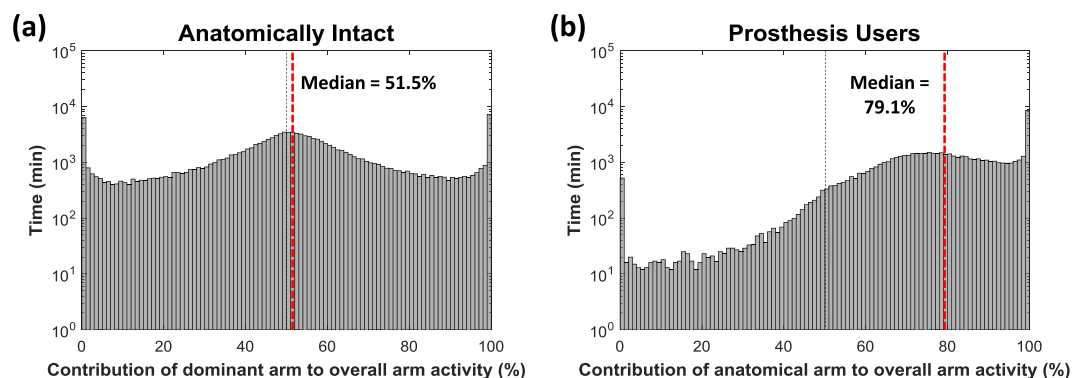 (a)
Anatomically Intact
10^5
10^4
10^3
10^2
10^1
10^0
Time (min)
Median = 51.5%
0 20 40 60 80 100
Contribution of dominant arm to overall arm activity (%)
(b)
Prosthesis Users
10^5
10^4
10^3
10^2
10^1
10^0
Time (min)
Median =
79.1%
0 20 40 60 80 100
Contribution of anatomical arm to overall arm activity (%)